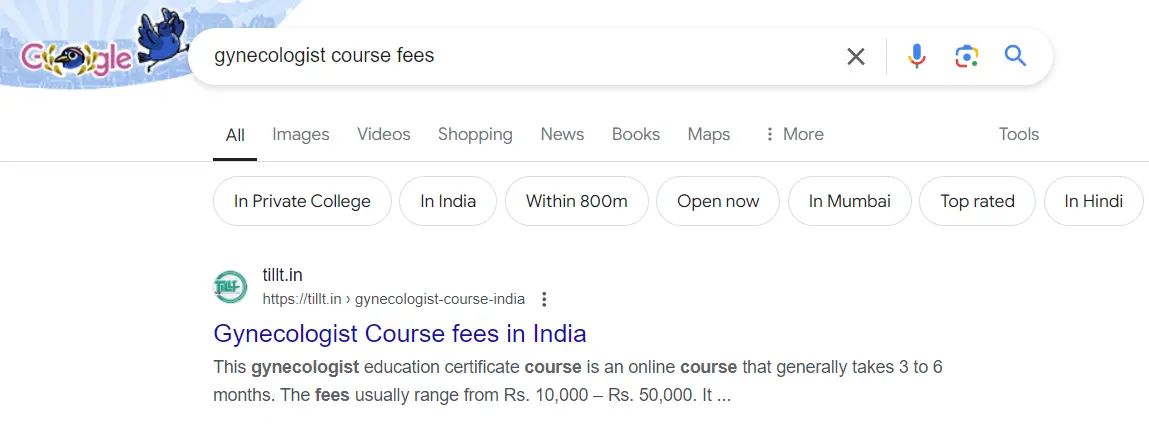 Google
gynecologist course fees
All Images Videos Shopping News Books Maps More Tools
In Private College In India Within 800m Open now In Mumbai Top rated In Hindi
TILLT
tillt.in
https://tillt.in › gynecologist-course-india
Gynecologist Course fees in India
This gynecologist education certificate course is an online course that generally takes 3 to 6
months. The fees usually range from Rs. 10,000 – Rs. 50,000. It ...